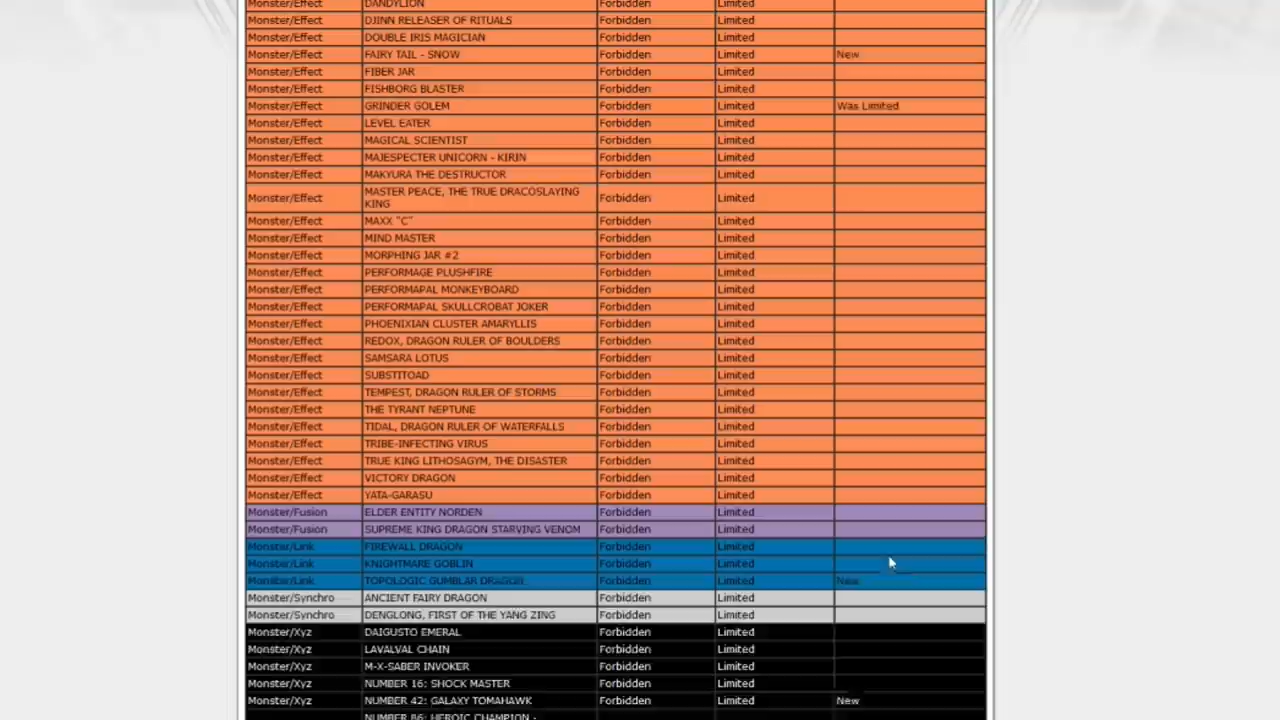 Monster/Effect DANDYLION Forbidden Limited
Monster/Effect DJINN RELEASER OF RITUALS Forbidden Limited
Monster/Effect DOUBLE IRIS MAGICIAN Forbidden Limited
Monster/Effect FAIRY TAIL - SNOW Forbidden Limited New
Monster/Effect FIBER JAR Forbidden Limited
Monster/Effect FISHBORG BLASTER Forbidden Limited
Monster/Effect GRINDER GOLEM Forbidden Limited Was Limited
Monster/Effect LEVEL EATER Forbidden Limited
Monster/Effect MAGICAL SCIENTIST Forbidden Limited
Monster/Effect MAJESPECTER UNICORN - KIRIN Forbidden Limited
Monster/Effect MAKYURA THE DESTRUCTOR Forbidden Limited
Monster/Effect MASTER PEACE, THE TRUE DRACOSLAYING
KING Forbidden Limited
Monster/Effect MAXX "C" Forbidden Limited
Monster/Effect MIND MASTER Forbidden Limited
Monster/Effect MORPHING JAR #2 Forbidden Limited
Monster/Effect PERFORMAGE PLUSHFIRE Forbidden Limited
Monster/Effect PERFORMAPAL MONKEYBOARD Forbidden Limited
Monster/Effect PERFORMAPAL SKULLCROBAT JOKER Forbidden Limited
Monster/Effect PHOENIXIAN CLUSTER AMARYLLIS Forbidden Limited
Monster/Effect REDOX, DRAGON RULER OF BOULDERS Forbidden Limited
Monster/Effect SAMSARA LOTUS Forbidden Limited
Monster/Effect SUBSTITOAD Forbidden Limited
Monster/Effect TEMPEST, DRAGON RULER OF STORMS Forbidden Limited
Monster/Effect THE TYRANT NEPTUNE Forbidden Limited
Monster/Effect TIDAL, DRAGON RULER OF WATERFALLS Forbidden Limited
Monster/Effect TRIBE-INFECTING VIRUS Forbidden Limited
Monster/Effect TRUE KING LITHOSAGYM, THE DISASTER Forbidden Limited
Monster/Effect VICTORY DRAGON Forbidden Limited
Monster/Effect YATA-GARASU Forbidden Limited
Monster/Fusion ELDER ENTITY NORDEN Forbidden Limited
Monster/Fusion SUPREME KING DRAGON STARVING VENOM Forbidden Limited
Monster/Link FIREWALL DRAGON Forbidden Limited
Monster/Link KNIGHTMARE GOBLIN Forbidden Limited
Monster/Link TOPOLOGIC GUMBLAR DRAGON Forbidden Limited New
Monster/Synchro ANCIENT FAIRY DRAGON Forbidden Limited
Monster/Synchro DENGLONG, FIRST OF THE YANG ZING Forbidden Limited
Monster/Xyz DAIGUSTO EMERAL Forbidden Limited
Monster/Xyz LAVALVAL CHAIN Forbidden Limited
Monster/Xyz M-X-SABER INVOKER Forbidden Limited
Monster/Xyz NUMBER 16: SHOCK MASTER Forbidden Limited
Monster/Xyz NUMBER 42: GALAXY TOMAHAWK Forbidden Limited New
NUMBER 86: HEROIC CHAMPION -